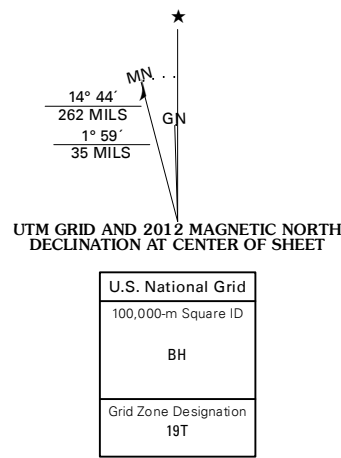 ★
MN
14° 44´
262 MILS
GN
1° 59´
35 MILS
UTM GRID AND 2012 MAGNETIC NORTH
DECLINATION AT CENTER OF SHEET
U.S. National Grid
100,000-m Square ID
BH
Grid Zone Designation
19T